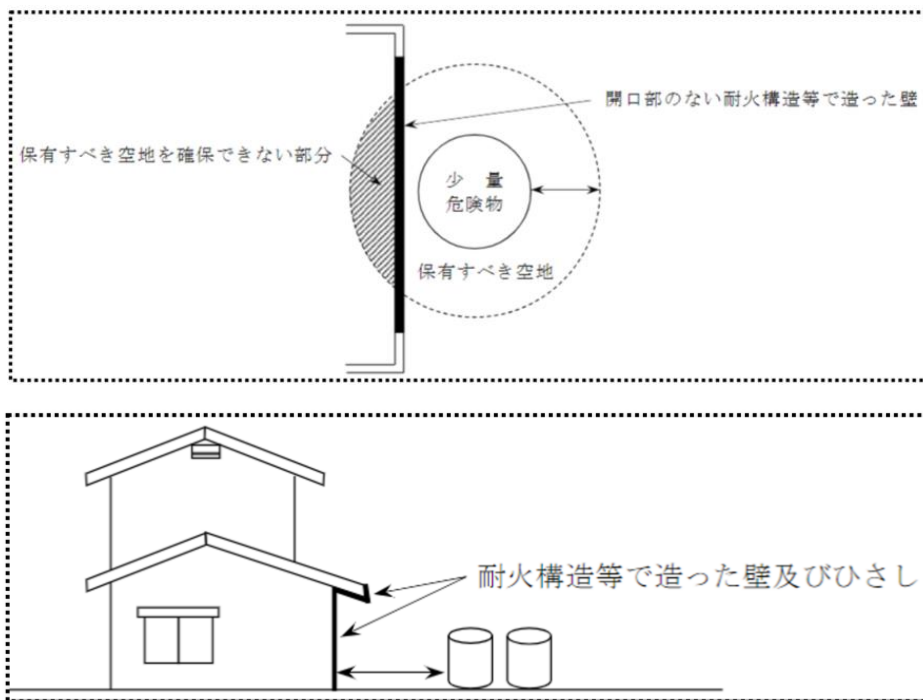 開口部のない耐火構造等で造った壁
保有すべき空地を確保できない部分
少量
危険物
保有すべき空地
耐火構造等で造った壁及びひさし